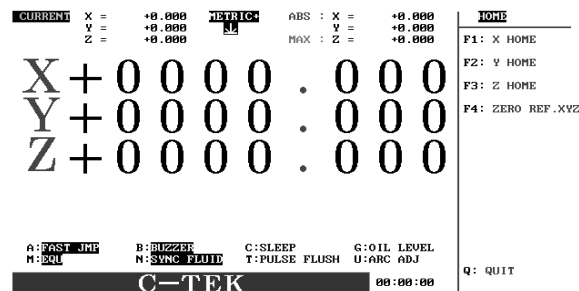 CURRENT X = +0.000 METRIC+ ABS : X = +0.000 HOME
Y = +0.000 Y = +0.000
Z = +0.000 MAX : Z = +0.000
F1: X HOME
F2: Y HOME
F3: Z HOME
F4: ZERO REF.XYZ
X+0000.000
Y+0000.000
Z+0000.000
A:FAST JMP B:BUZZER C:SLEEP G:OIL LEVEL
M:EQU N:SYNC FLUID T:PULSE FLUSH U:ARC ADJ
Q: QUIT
C-TEK 00:00:00